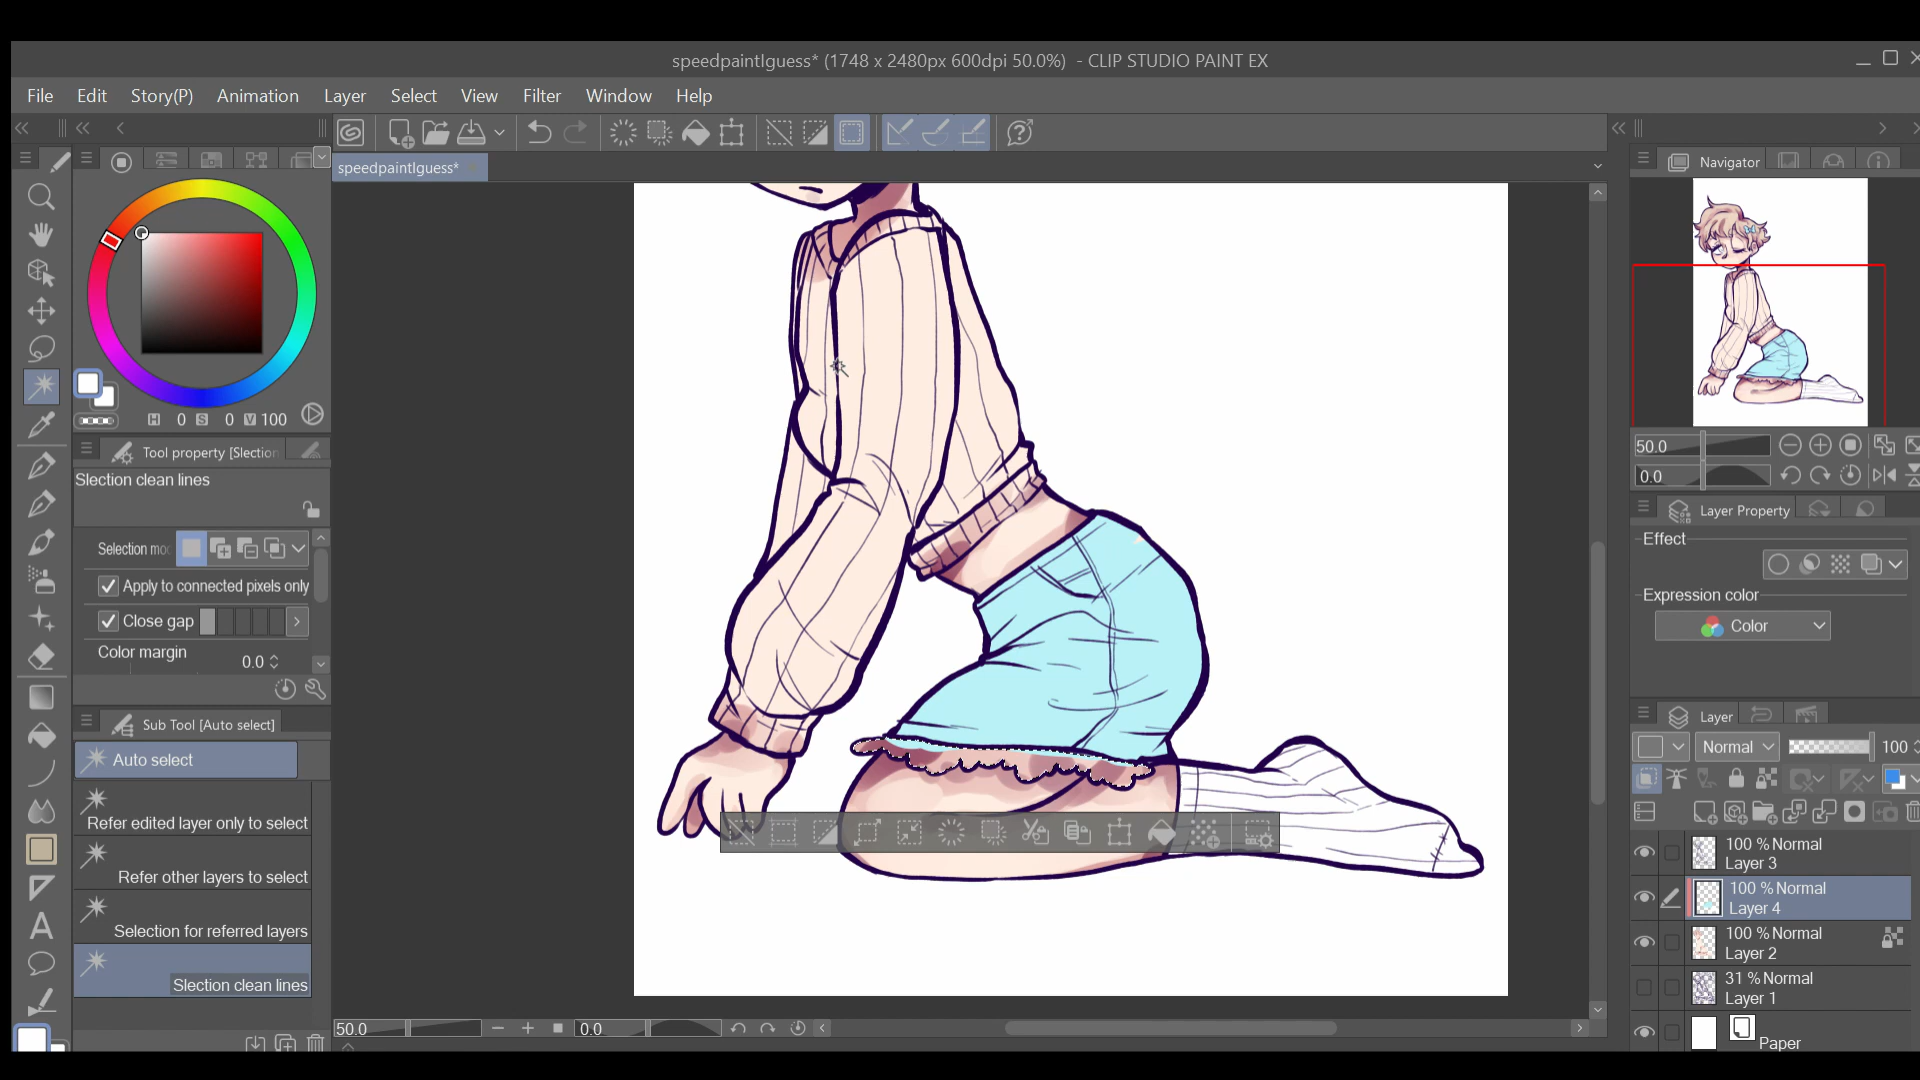 speedpaintIguess* (1748 x 2480px 600dpi 50.0%) - CLIP STUDIO PAINT EX
File Edit Story(P) Animation Layer Select View Filter Window Help
speedpaintIguess*
H 0 S 0 V 100
Tool property [Slection
Slection clean lines
Selection mo
Apply to connected pixels only
Close gap
Color margin
0.0
Sub Tool [Auto select]
Auto select
Refer edited layer only to select
Refer other layers to select
Selection for referred layers
Slection clean lines
50.0
0.0
Navigator
50.0
0.0
Layer Property
Effect
Expression color
Color
Layer
Normal
100
100 % Normal
Layer 3
100 % Normal
Layer 4
100 % Normal
Layer 2
31 % Normal
Layer 1
Paper